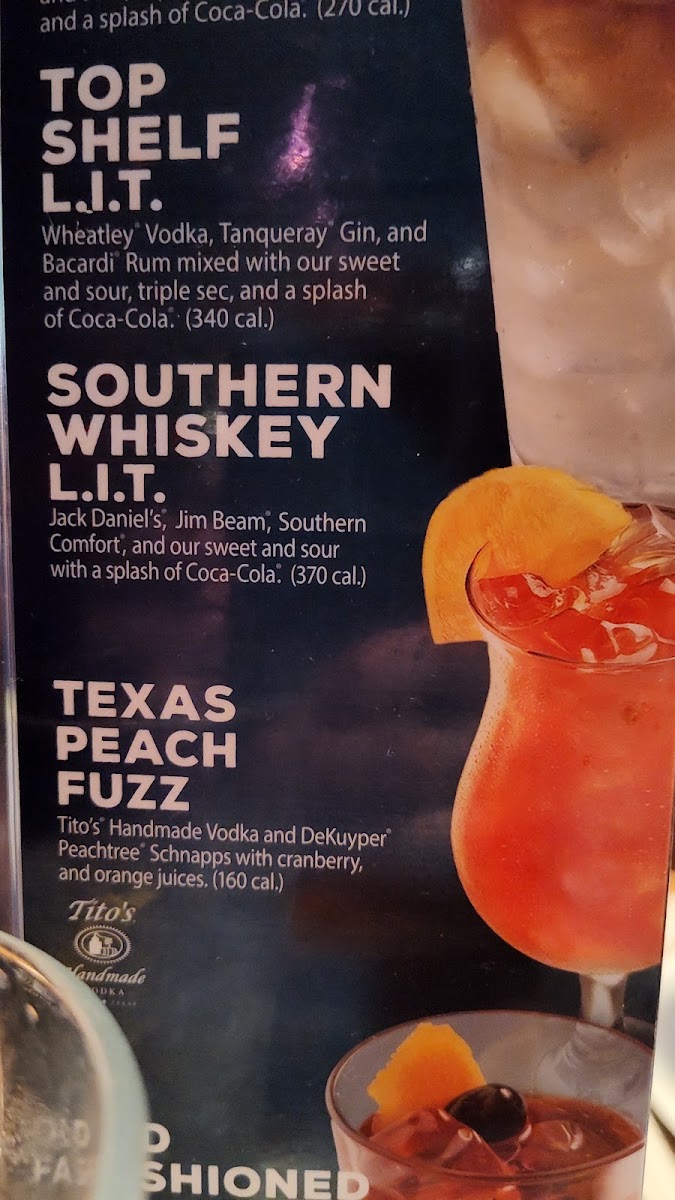 and a splash of Coca-Cola. (270 cal.)
TOP
SHELF
L.I.T.
Wheatley® Vodka, Tanqueray® Gin, and
Bacardi® Rum mixed with our sweet
and sour, triple sec, and a splash
of Coca-Cola.® (340 cal.)
SOUTHERN
WHISKEY
L.I.T.
Jack Daniel's®, Jim Beam®, Southern
Comfort®, and our sweet and sour
with a splash of Coca-Cola.® (370 cal.)
TEXAS
PEACH
FUZZ
Tito's® Handmade Vodka and DeKuyper®
Peachtree® Schnapps with cranberry,
and orange juices. (160 cal.)
Tito's
Handmade
ODKA
D
SHIONED